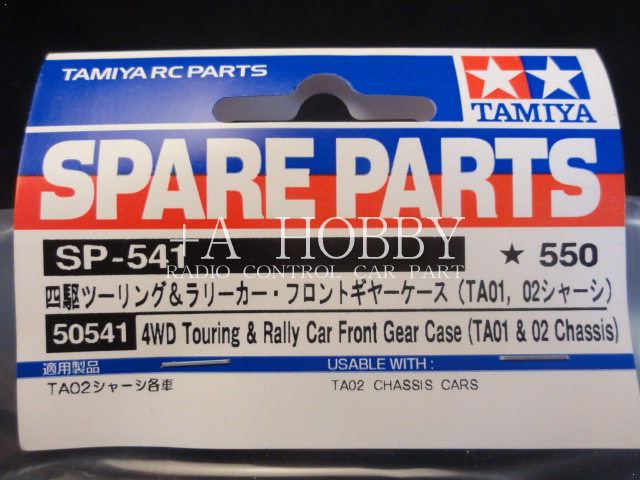 TAMIYA RC PARTS
TAMIYA
SPARE PARTS
+A HOBBY
RADIO CONTROL CAR PART
SP-541
★ 550
四駆ツーリング&ラリーカー・フロントギヤーケース (TA01, 02シャーシ)
50541 4WD Touring & Rally Car Front Gear Case (TA01 & 02 Chassis)
適用製品
USABLE WITH :
TA02シャーシ各車
TA02 CHASSIS CARS